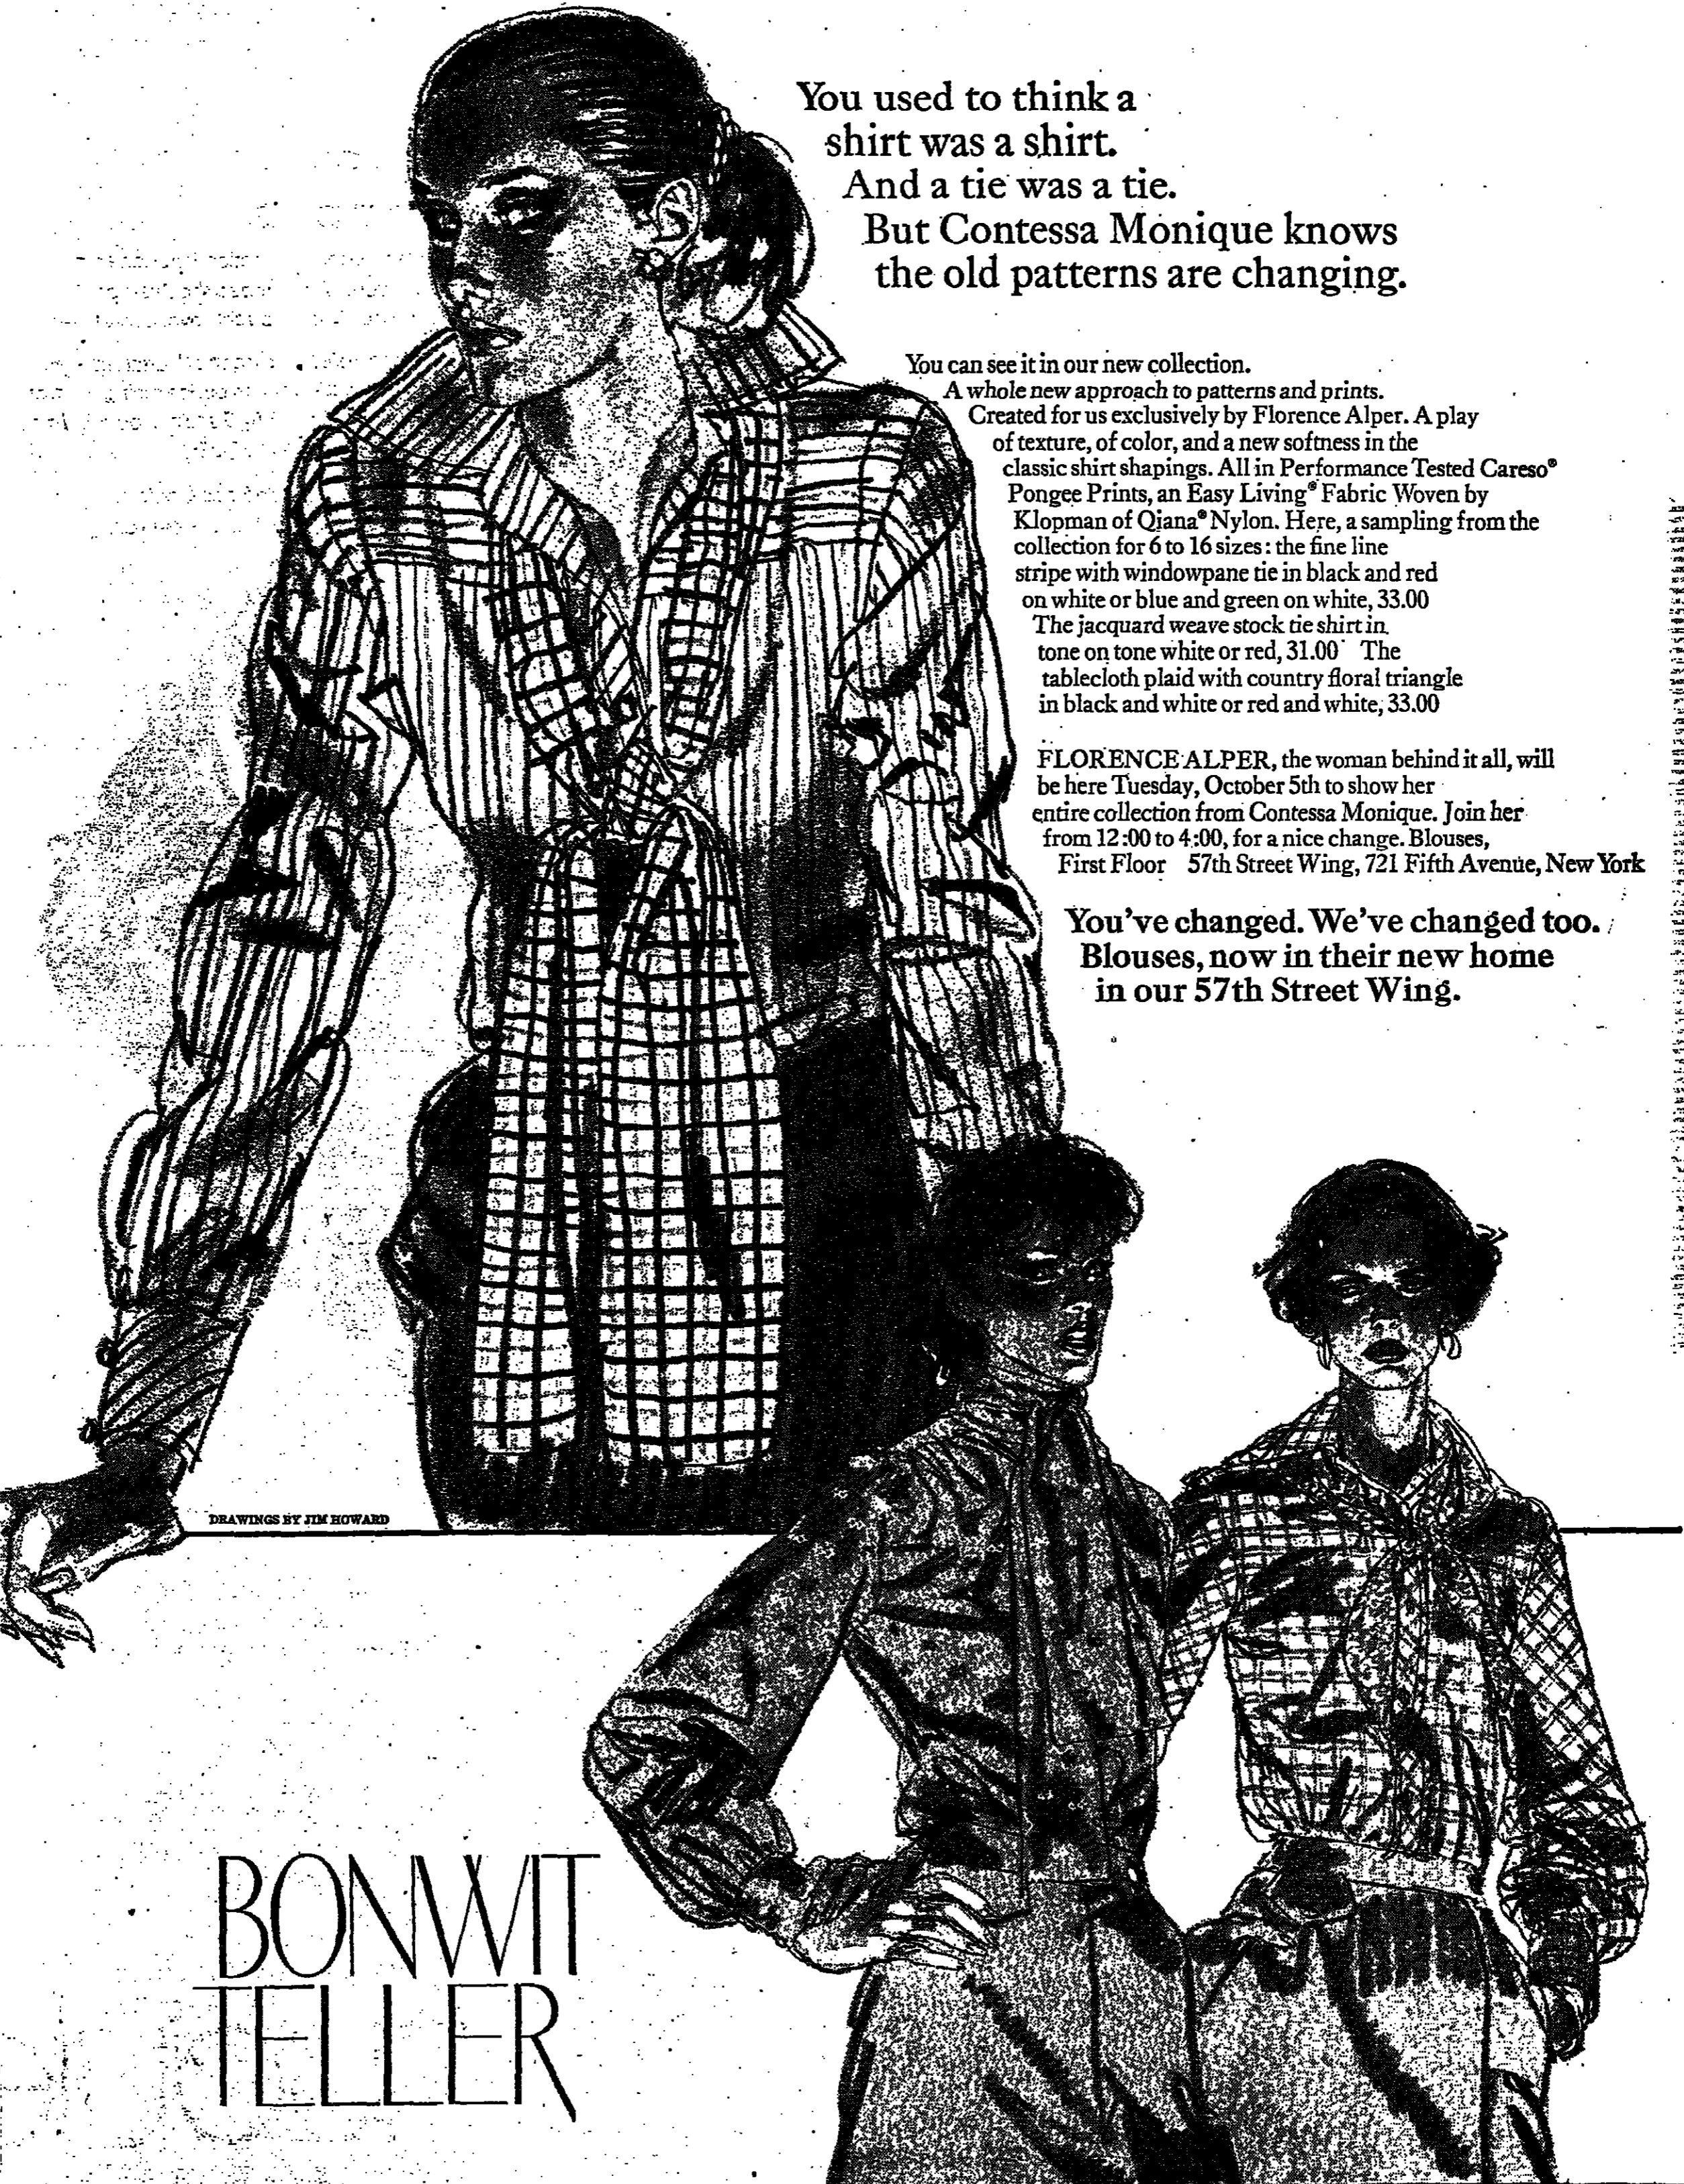 You used to think a
shirt was a shirt.
And a tie was a tie.
But Contessa Monique knows
the old patterns are changing.
You can see it in our new collection.
A whole new approach to patterns and prints.
Created for us exclusively by Florence Alper. A play
of texture, of color, and a new softness in the
classic shirt shapings. All in Performance Tested Careso®
Pongee Prints, an Easy Living® Fabric Woven by
Klopman of Qiana® Nylon. Here, a sampling from the
collection for 6 to 16 sizes: the fine line
stripe with windowpane tie in black and red
on white or blue and green on white, 33.00
The jacquard weave stock tie shirt in
tone on tone white or red, 31.00 The
tablecloth plaid with country floral triangle
in black and white or red and white, 33.00
FLORENCE ALPER, the woman behind it all, will
be here Tuesday, October 5th to show her
entire collection from Contessa Monique. Join her
from 12:00 to 4:00, for a nice change. Blouses,
First Floor 57th Street Wing, 721 Fifth Avenue, New York
You've changed. We've changed too.
Blouses, now in their new home
in our 57th Street Wing.
DRAWINGS BY JIM HOWARD
BONWIT
TELLER